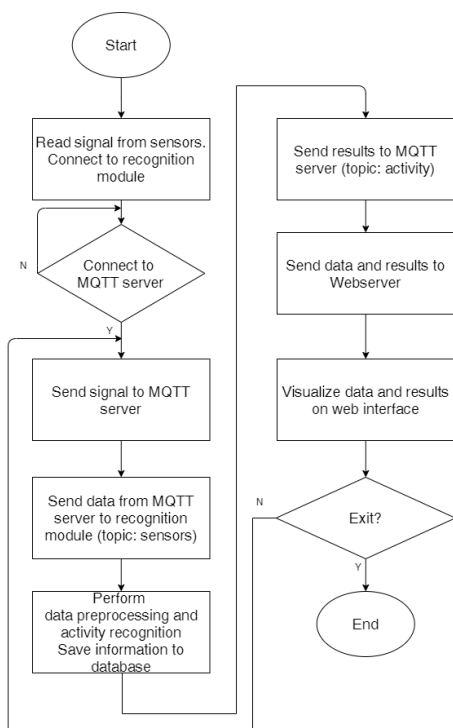 Start
Read signal from sensors.
Connect to recognition
module
N
Connect to
MQTT server
Y
Send signal to MQTT
server
Send data from MQTT
server to recognition
module (topic: sensors)
Perform
data preprocessing and
activity recognition
Save information to
database
Send results to MQTT
server (topic: activity)
Send data and results to
Webserver
Visualize data and results
on web interface
N
Exit?
Y
End